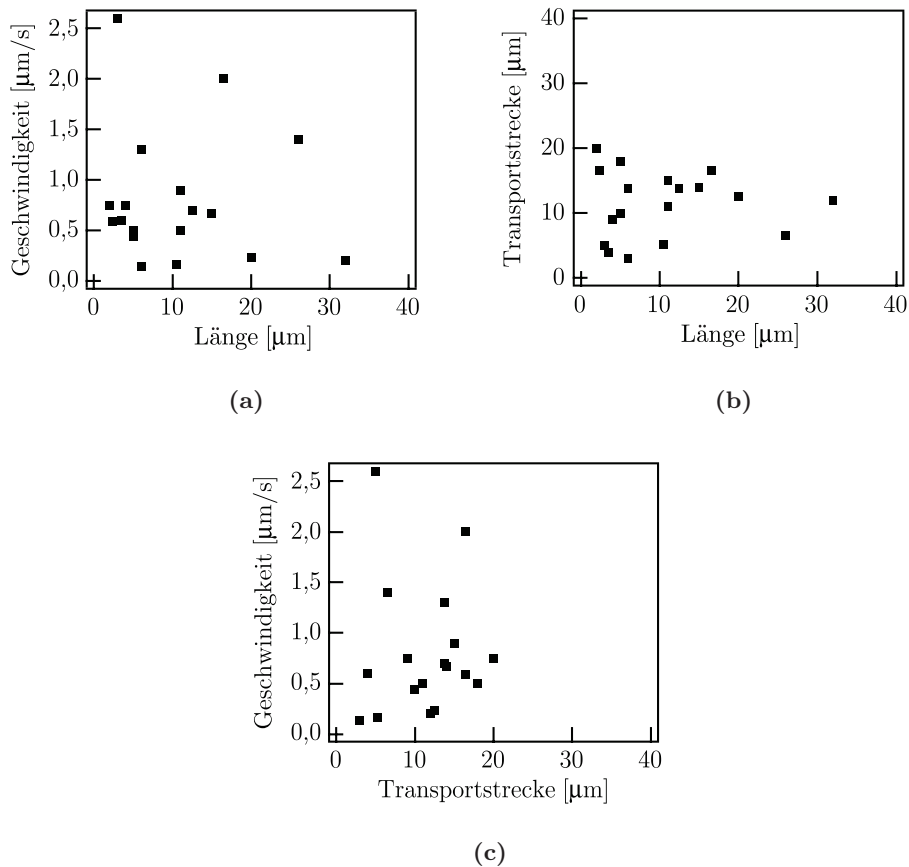 Geschwindigkeit [µm/s]
2,5
2,0
1,5
1,0
0,5
0,0
0 10 20 30 40
Länge [µm]
(a)
Transportstrecke [µm]
40
30
20
10
0
0 10 20 30 40
Länge [µm]
(b)
Geschwindigkeit [µm/s]
2,5
2,0
1,5
1,0
0,5
0,0
0 10 20 30 40
Transportstrecke [µm]
(c)